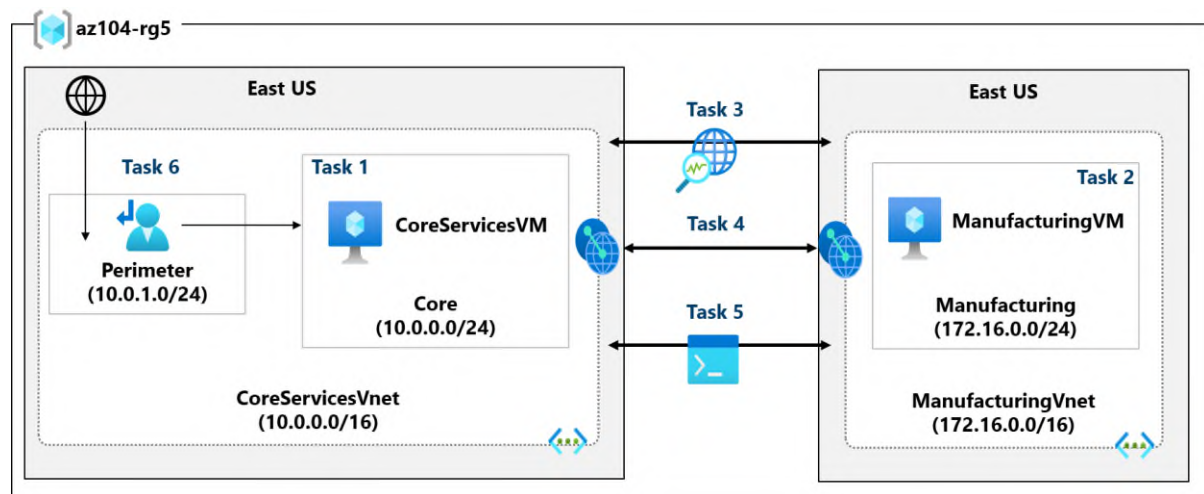 az104-rg5
East US
Task 6
Perimeter
(10.0.1.0/24)
Task 1
CoreServicesVM
Core
(10.0.0.0/24)
CoreServicesVnet
(10.0.0.0/16)
Task 3
Task 4
Task 5
East US
Task 2
ManufacturingVM
Manufacturing
(172.16.0.0/24)
ManufacturingVnet
(172.16.0.0/16)